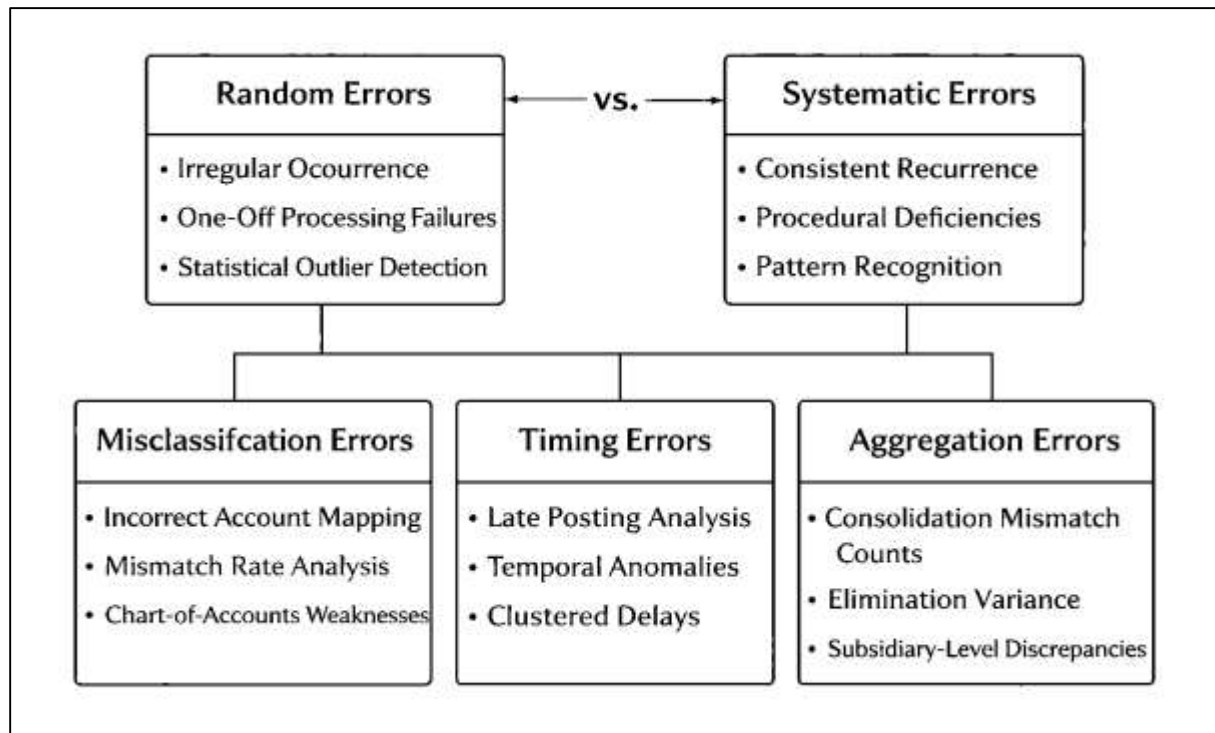 Random Errors
vs.
Systematic Errors
• Irregular Ocourrence
• One-Off Processing Failures
• Statistical Outlier Detection
• Consistent Recurrence
• Procedural Deficiencies
• Pattern Recognition
Misclassifcation Errors
• Incorrect Account Mapping
• Mismatch Rate Analysis
• Chart-of-Accounts Weaknesses
Timing Errors
• Late Posting Analysis
• Temporal Anomalies
• Clustered Delays
Aggregation Errors
• Consolidation Mismatch
Counts
• Elimination Variance
• Subsidiary-Level Discrepancies